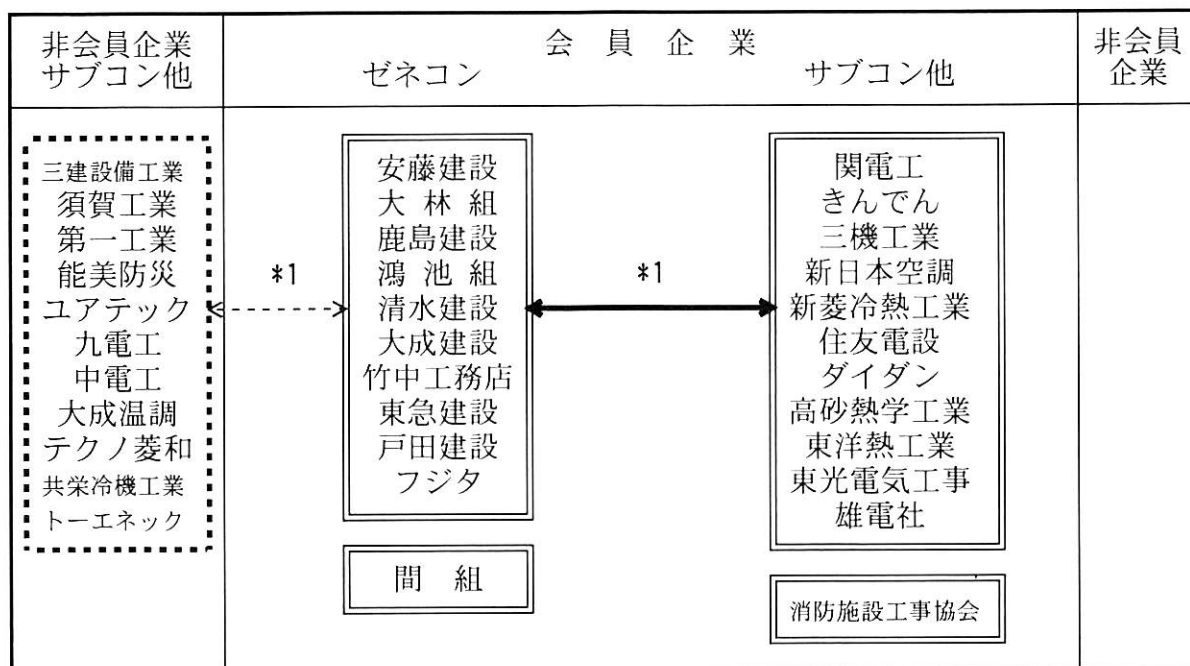 非会員企業
サブコン他
会 員 企 業
ゼネコン
サブコン他
非会員
企業
三建設備工業
須賀工業
第一工業
能美防災
ユアテック
九電工
中電工
大成温調
テクノ菱和
共栄冷機工業
トーエネック
*1
安藤建設
大 林 組
鹿島建設
鴻 池 組
清水建設
大成建設
竹中工務店
東急建設
戸田建設
フジタ
間 組
*1
関電工
きんでん
三機工業
新日本空調
新菱冷熱工業
住友電設
ダイダン
高砂熱学工業
東洋熱工業
東光電気工事
雄電社
消防施設工事協会